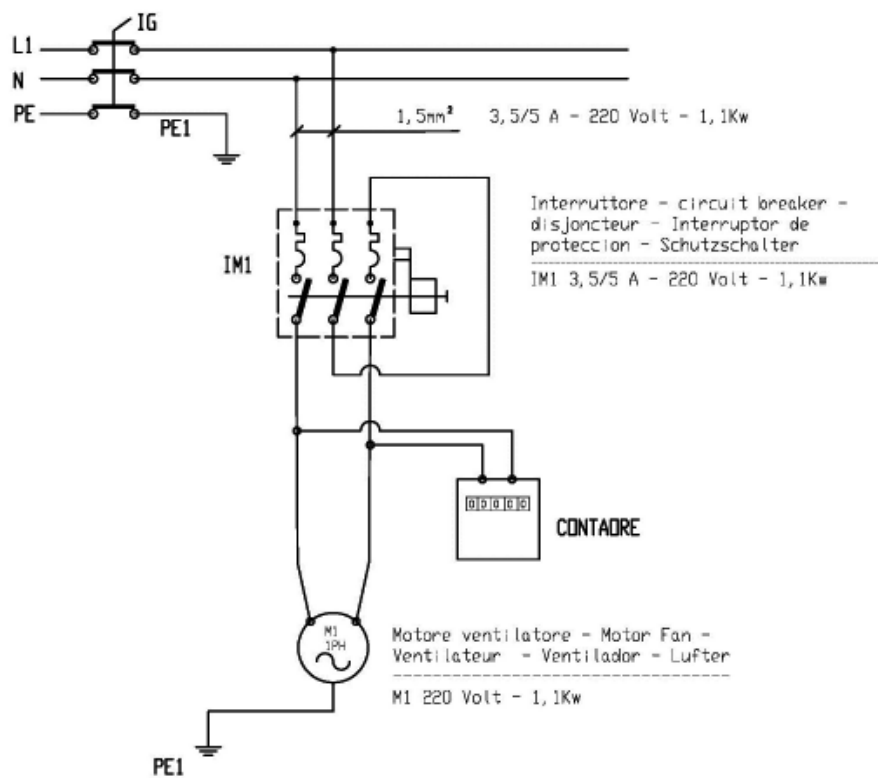 IG
L1
N
PE
PE1
1,5mm² 3,5/5 A - 220 Volt - 1,1Kw
Interruttore - circuit breaker -
disjoncteur - Interruptor de
proteccion - Schutzschalter
IM1
IM1 3,5/5 A - 220 Volt - 1,1Kw
00000
CONTAORE
M1
1PH
Motore ventilatore - Motor Fan -
Ventilateur - Ventilador - Lufter
M1 220 Volt - 1,1Kw
PE1